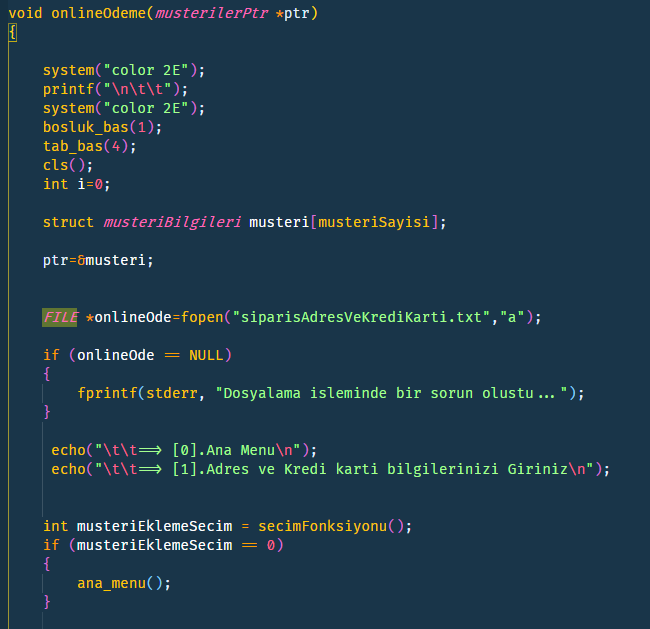 void onlineOdeme(musterilerPtr *ptr)
{
system("color 2E");
printf("\n\t\t");
system("color 2E");
bosluk_bas(1);
tab_bas(4);
cls();
int i=0;
struct musteriBilgileri musteri[musteriSayisi];
ptr=&musteri;
FILE *onlineOde=fopen("siparisAdresVeKrediKarti.txt","a");
if (onlineOde == NULL)
{
fprintf(stderr, "Dosyalama isleminde bir sorun olustu...");
}
echo("\t\t==> [0].Ana Menu\n");
echo("\t\t==> [1].Adres ve Kredi karti bilgilerinizi Giriniz\n");
int musteriEklemeSecim = secimFonksiyonu();
if (musteriEklemeSecim == 0)
{
ana_menu();
}